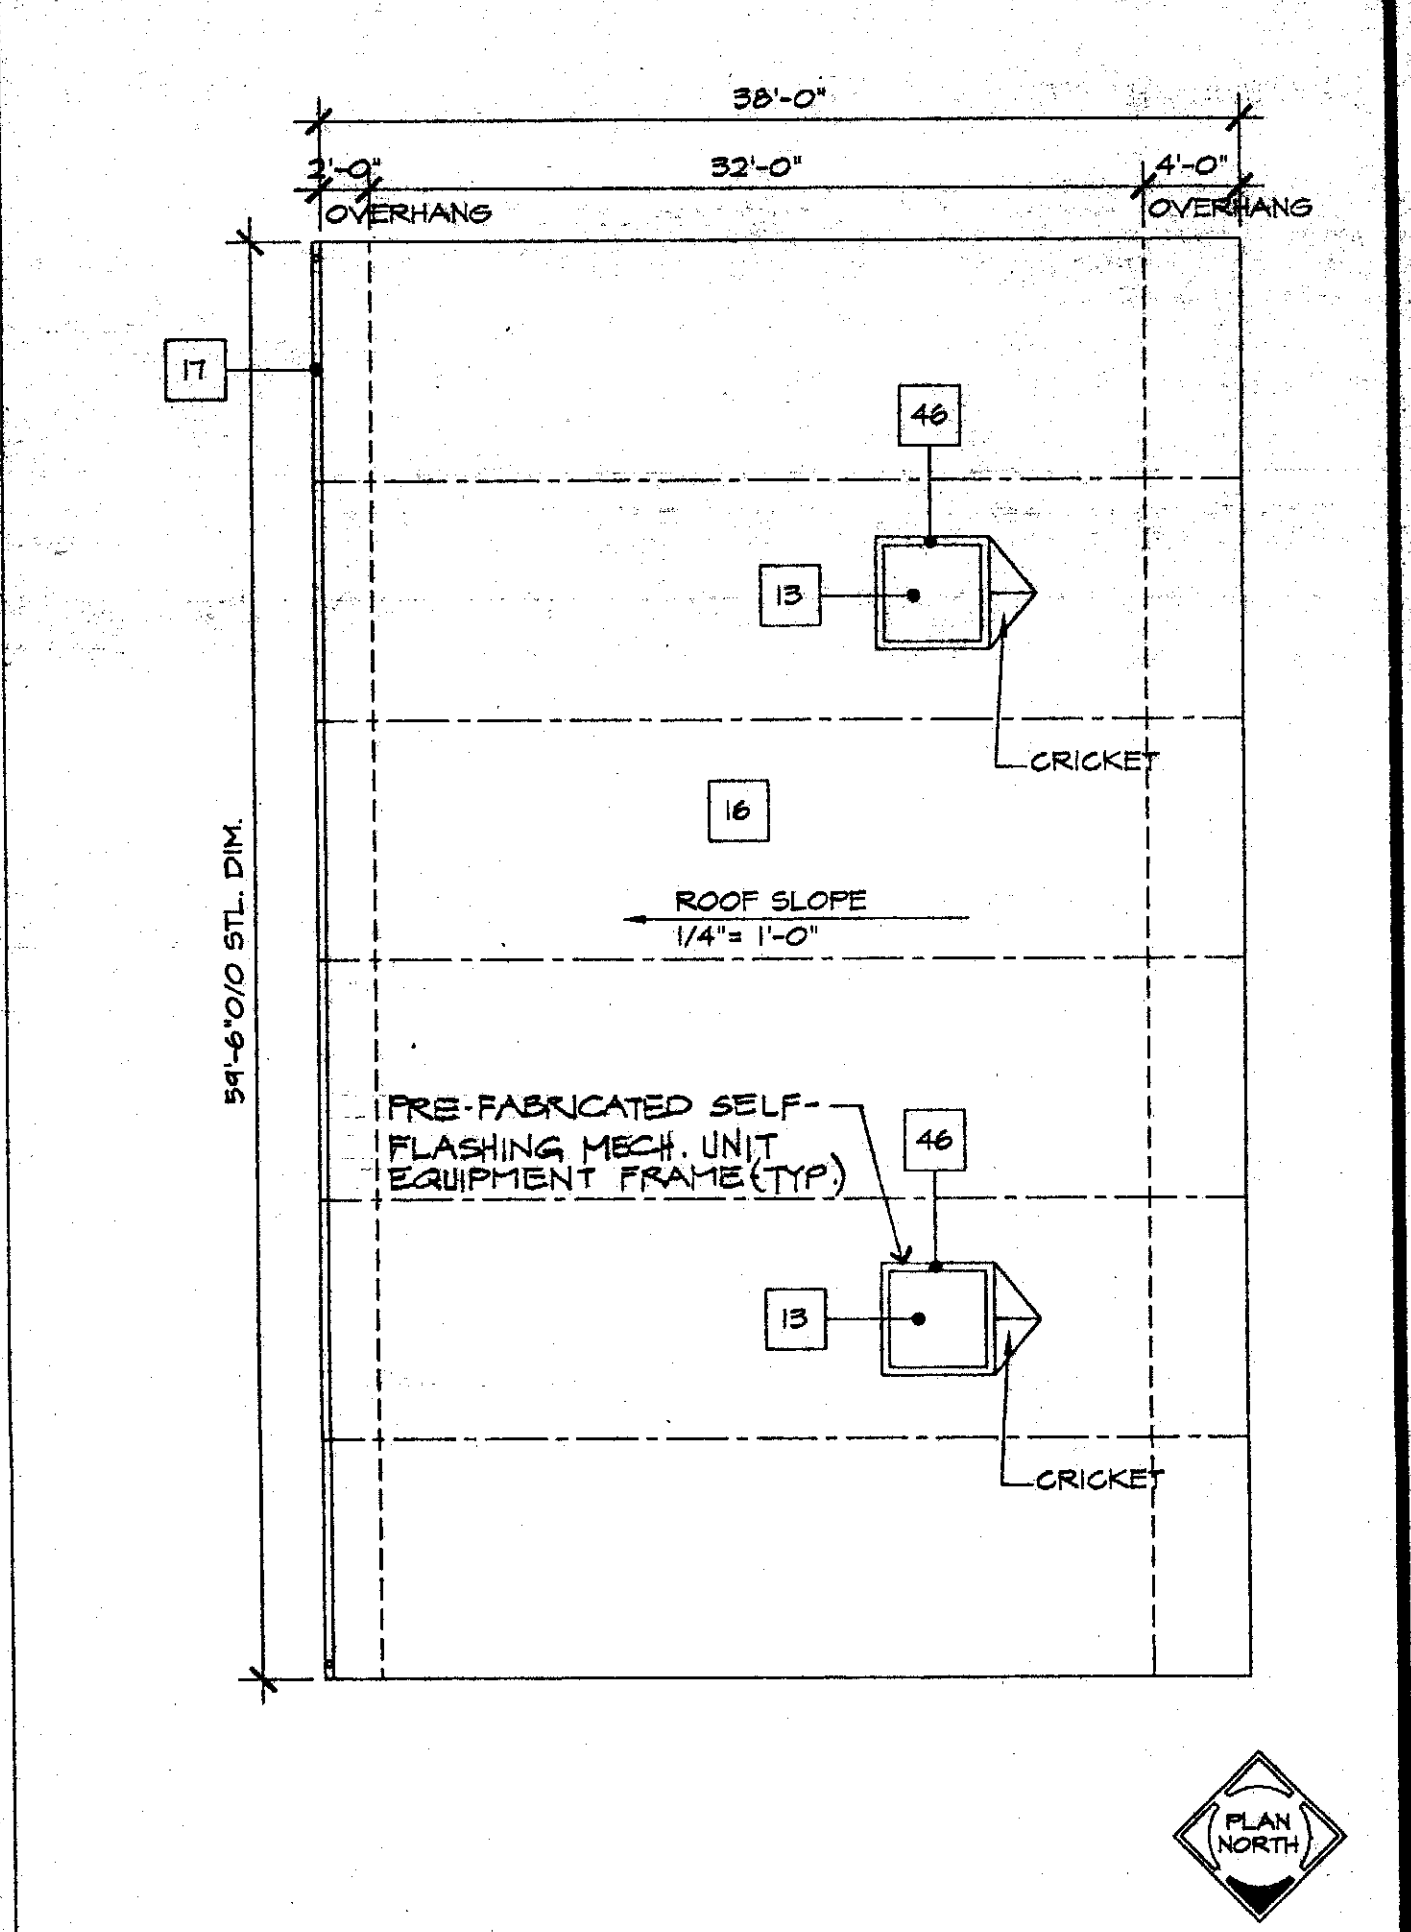 38'-0"
2'-0"
32'-0"
4'-0"
OVERHANG
OVERHANG
17
46
13
CRICKET
16
ROOF SLOPE
1/4"= 1'-0"
59'-6"O/O STL. DIM.
PRE-FABRICATED SELF-
FLASHING MECH. UNIT
EQUIPMENT FRAME (TYP.)
46
13
CRICKET
PLAN
NORTH